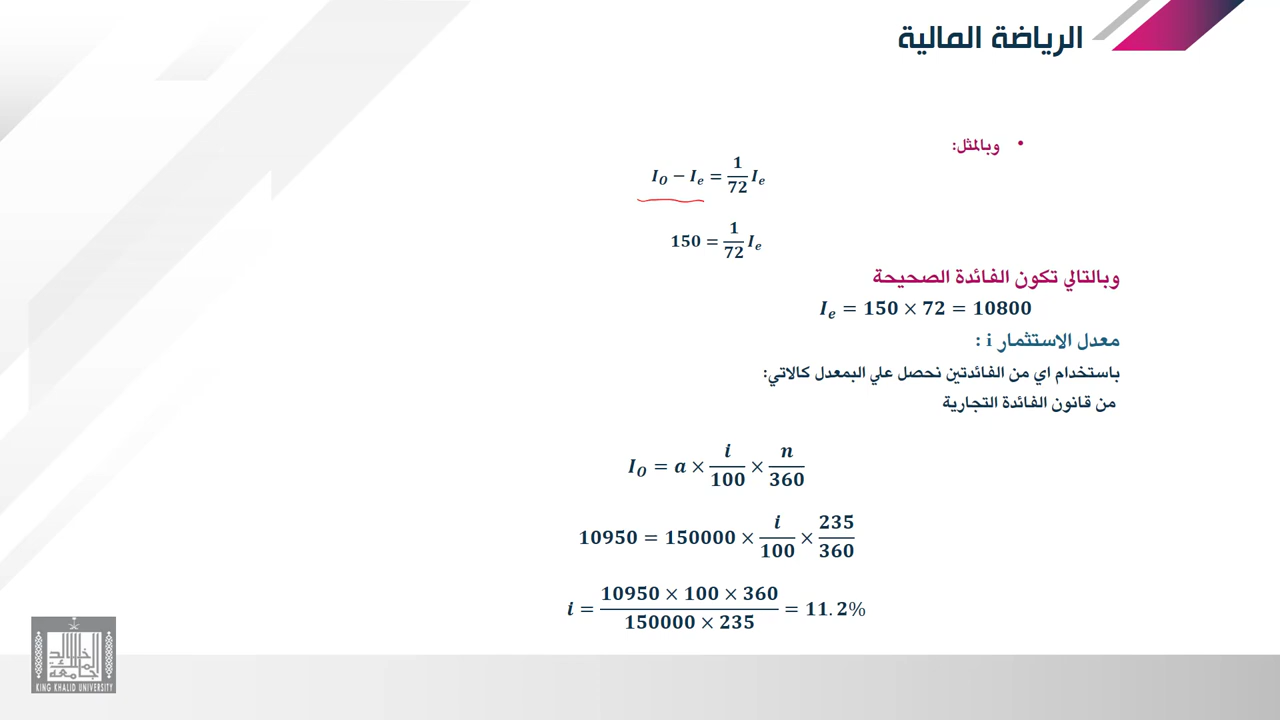 الرياضة المالية
• وبالمثل:
I_O − I_e = 1/72 I_e
150 = 1/72 I_e
وبالتالي تكون الفائدة الصحيحة
I_e = 150 × 72 = 10800
معدل الاستثمار i :
باستخدام اي من الفائدتين نحصل علي البمعدل كالاتي:
من قانون الفائدة التجارية
I_O = a × i/100 × n/360
10950 = 150000 × i/100 × 235/360
i = (10950 × 100 × 360)/(150000 × 235) = 11.2%
KING KHALID UNIVERSITY